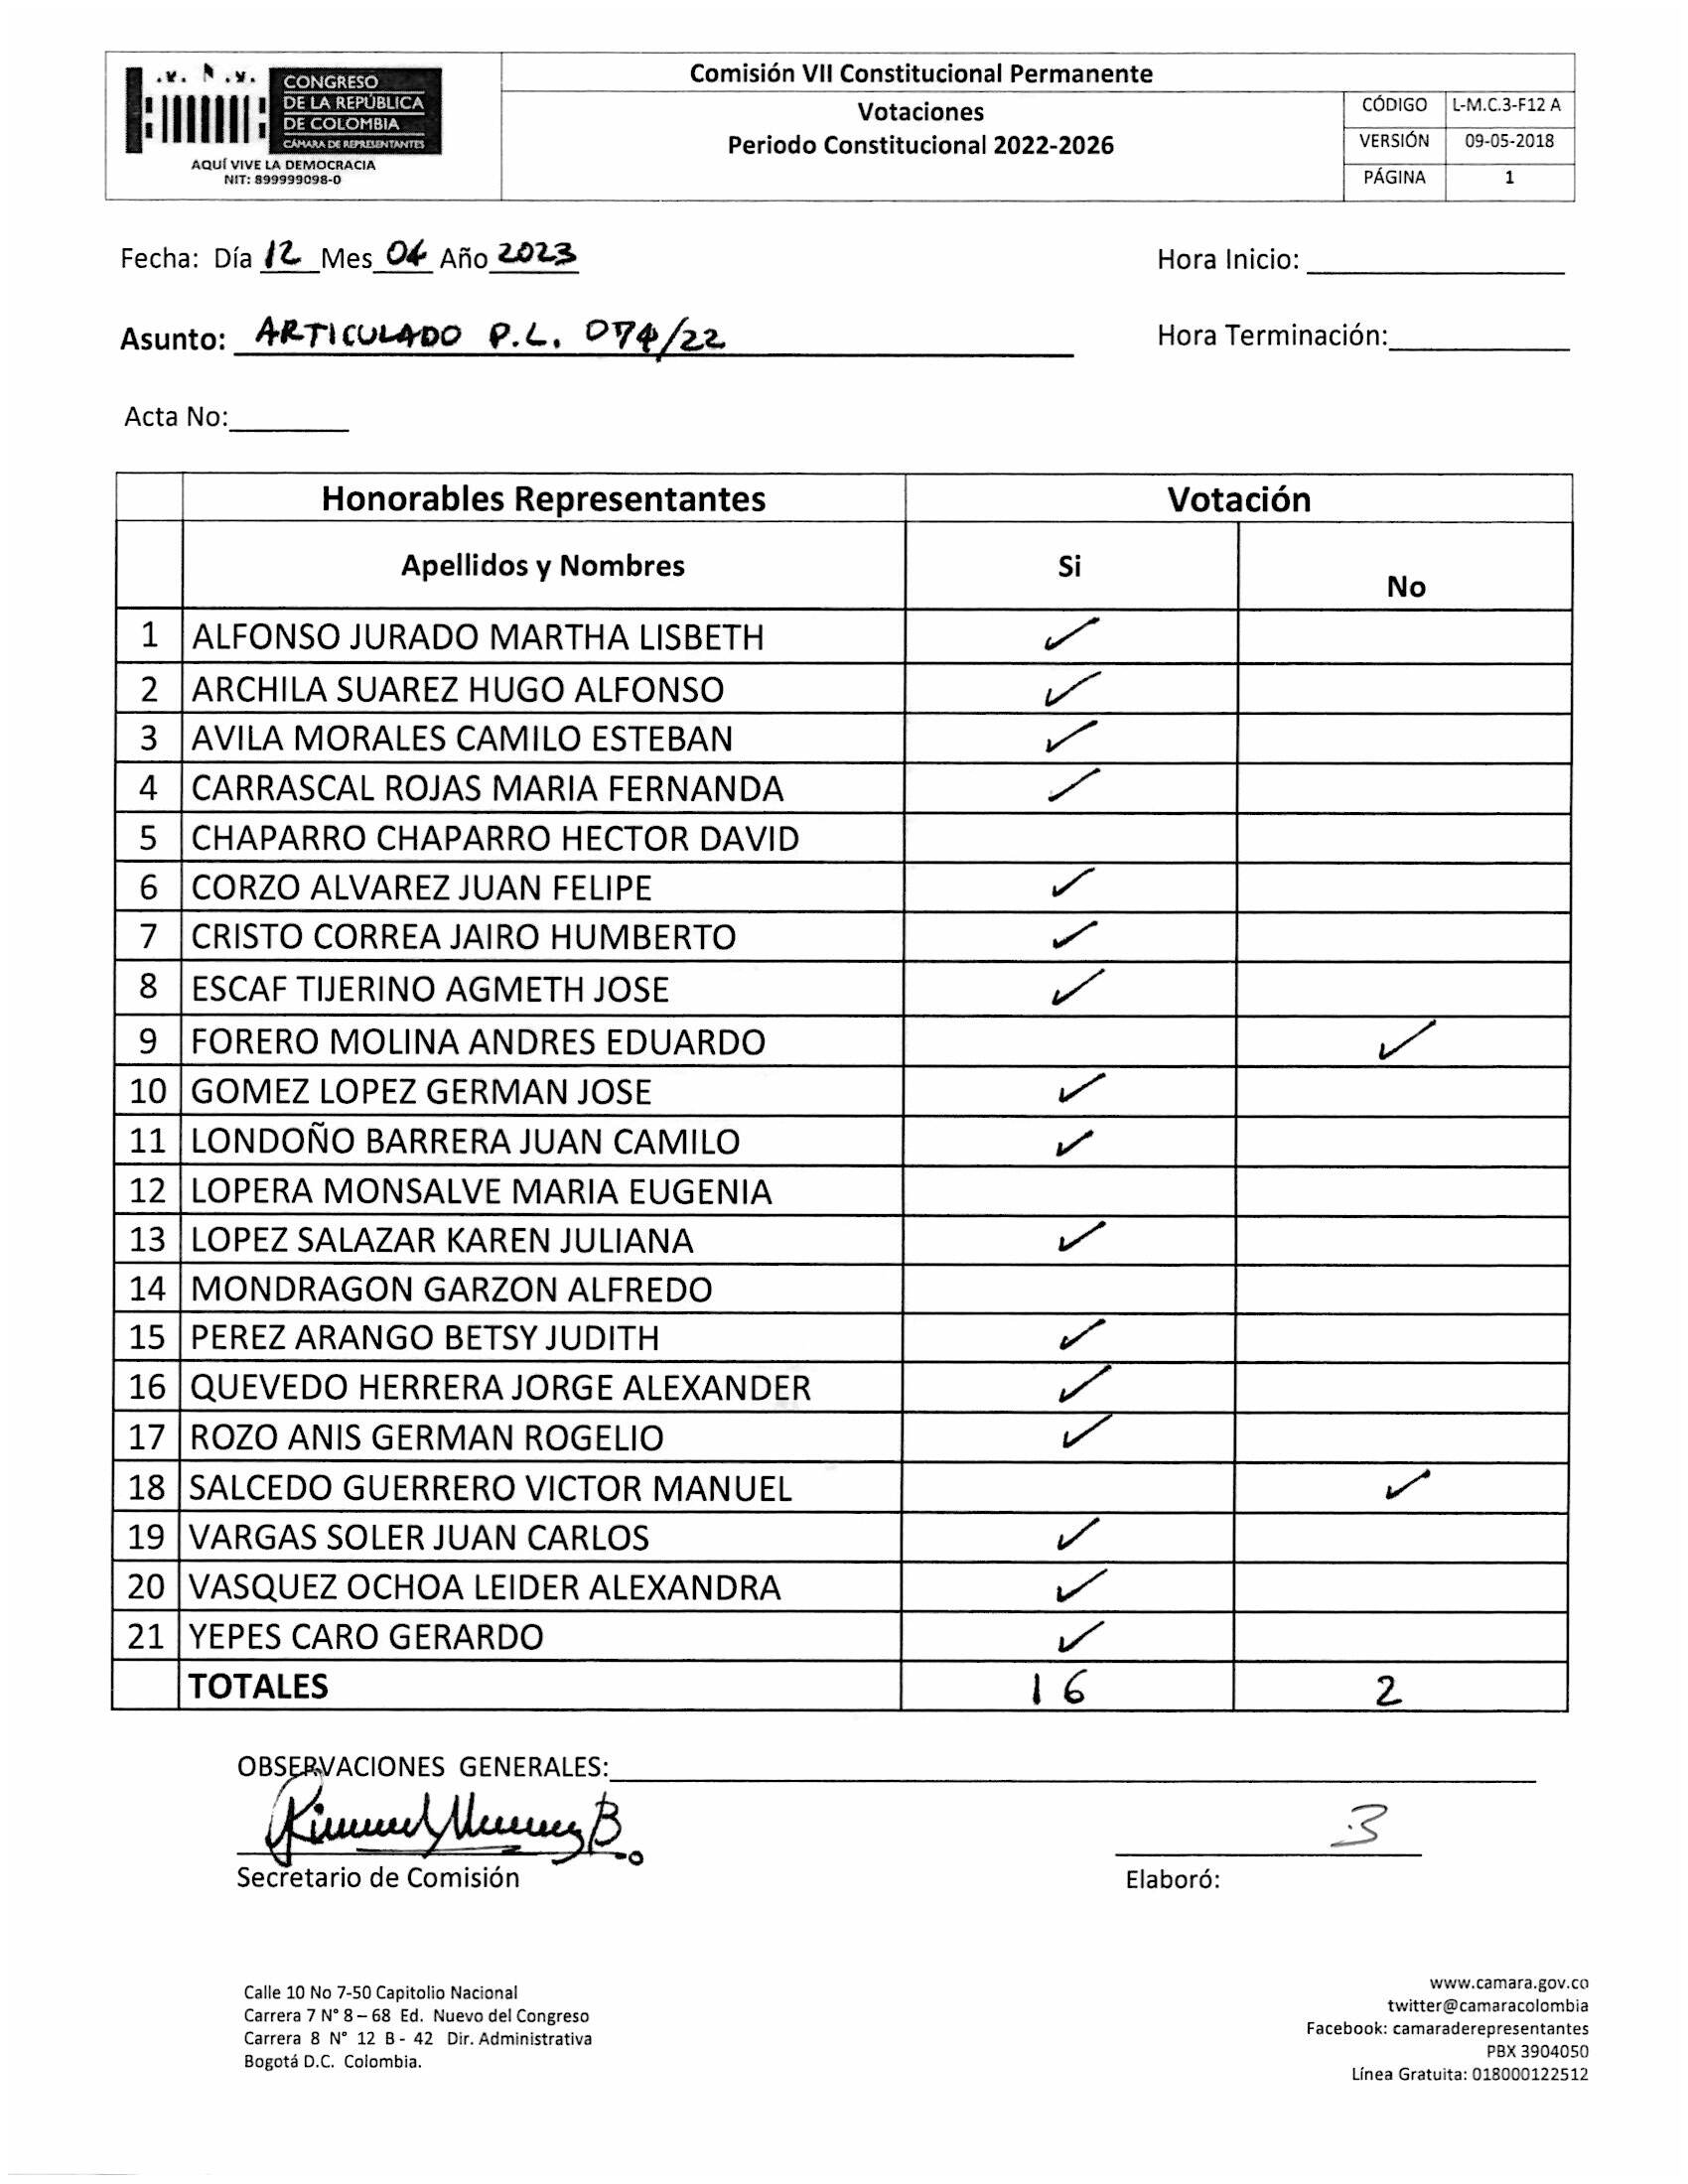 CONGRESO
DE LA REPÚBLICA
DE COLOMBIA
CÁMARA DE REPRESENTANTES
AQUÍ VIVE LA DEMOCRACIA
NIT: 899999098-0
Comisión VII Constitucional Permanente
Votaciones
Periodo Constitucional 2022-2026
CÓDIGO L-M.C.3-F12 A
VERSIÓN 09-05-2018
PÁGINA 1
Fecha: Día 12 Mes 04 Año 2023 Hora Inicio:
Asunto: ARTICULADO P.L. 074/22 Hora Terminación:
Acta No:
Honorables Representantes Votación
Apellidos y Nombres Si No
1 ALFONSO JURADO MARTHA LISBETH ✓
2 ARCHILA SUAREZ HUGO ALFONSO ✓
3 AVILA MORALES CAMILO ESTEBAN ✓
4 CARRASCAL ROJAS MARIA FERNANDA ✓
5 CHAPARRO CHAPARRO HECTOR DAVID
6 CORZO ALVAREZ JUAN FELIPE ✓
7 CRISTO CORREA JAIRO HUMBERTO ✓
8 ESCAF TIJERINO AGMETH JOSE ✓
9 FORERO MOLINA ANDRES EDUARDO ✓
10 GOMEZ LOPEZ GERMAN JOSE ✓
11 LONDOÑO BARRERA JUAN CAMILO ✓
12 LOPERA MONSALVE MARIA EUGENIA
13 LOPEZ SALAZAR KAREN JULIANA ✓
14 MONDRAGON GARZON ALFREDO
15 PEREZ ARANGO BETSY JUDITH ✓
16 QUEVEDO HERRERA JORGE ALEXANDER ✓
17 ROZO ANIS GERMAN ROGELIO ✓
18 SALCEDO GUERRERO VICTOR MANUEL ✓
19 VARGAS SOLER JUAN CARLOS ✓
20 VASQUEZ OCHOA LEIDER ALEXANDRA ✓
21 YEPES CARO GERARDO ✓
TOTALES 16 2
OBSERVACIONES GENERALES:
Secretario de Comisión
Elaboró:
Calle 10 No 7-50 Capitolio Nacional
Carrera 7 N° 8 – 68 Ed. Nuevo del Congreso
Carrera 8 N° 12 B - 42 Dir. Administrativa
Bogotá D.C. Colombia.
www.camara.gov.co
twitter@camaracolombia
Facebook: camaraderepresentantes
PBX 3904050
Línea Gratuita: 018000122512